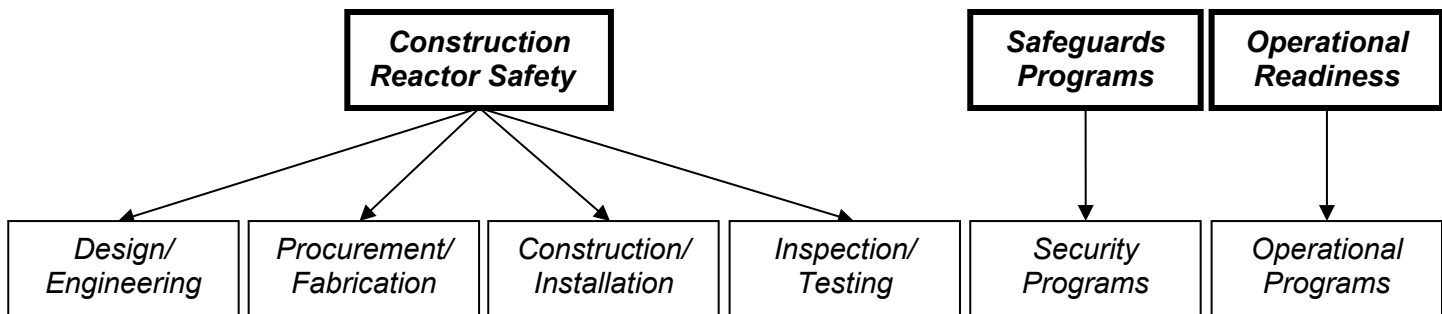 Construction
Reactor Safety
Safeguards
Programs
Operational
Readiness
Design/
Engineering
Procurement/
Fabrication
Construction/
Installation
Inspection/
Testing
Security
Programs
Operational
Programs